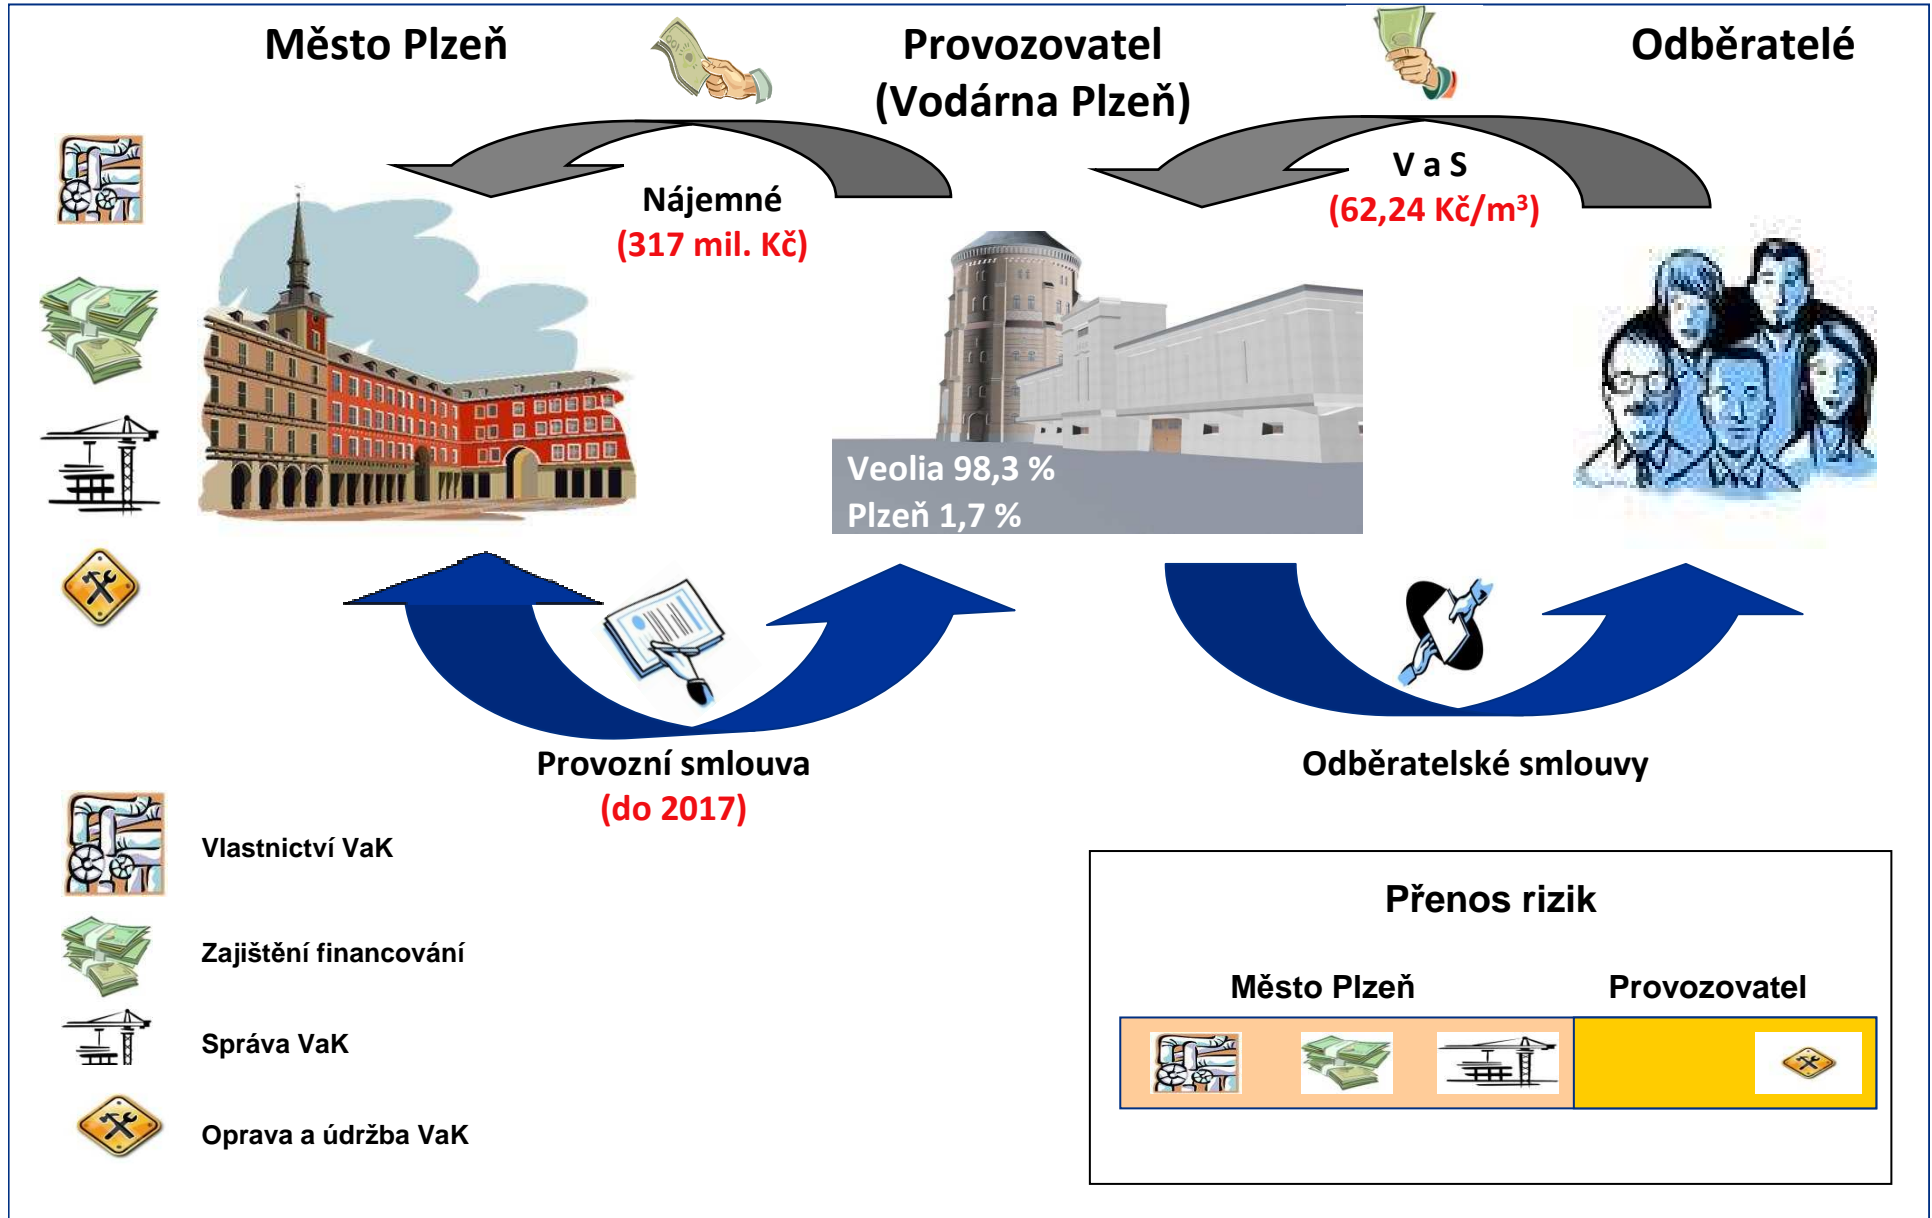 Město Plzeň
Provozovatel
(Vodárna Plzeň)
Odběratelé
Nájemné
(317 mil. Kč)
V a S
(62,24 Kč/m³)
Veolia 98,3 %
Plzeň 1,7 %
Provozní smlouva
(do 2017)
Odběratelské smlouvy
Vlastnictví VaK
Zajištění financování
Správa VaK
Oprava a údržba VaK
Přenos rizik
Město Plzeň
Provozovatel